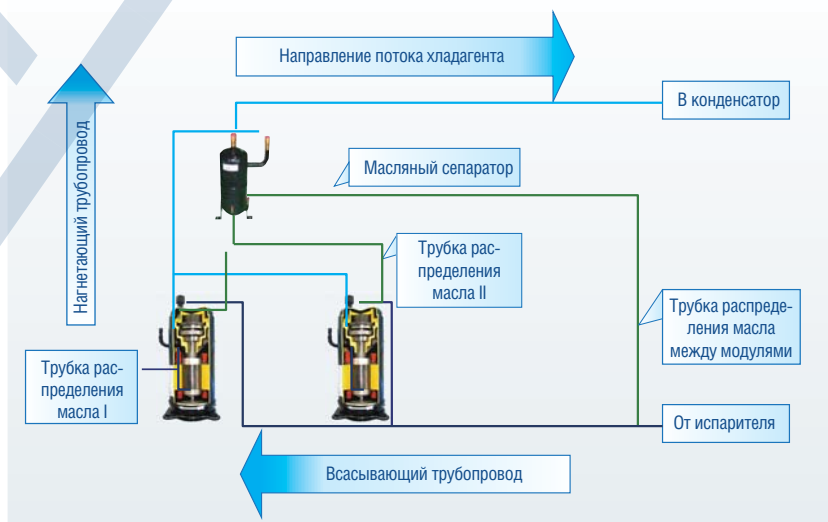 Направление потока хладагента
В конденсатор
Нагнетающий трубопровод
Масляный сепаратор
Трубка рас-
пределения
масла II
Трубка распреде-
ления масла
между модулями
Трубка рас-
пределения
масла I
От испарителя
Всасывающий трубопровод